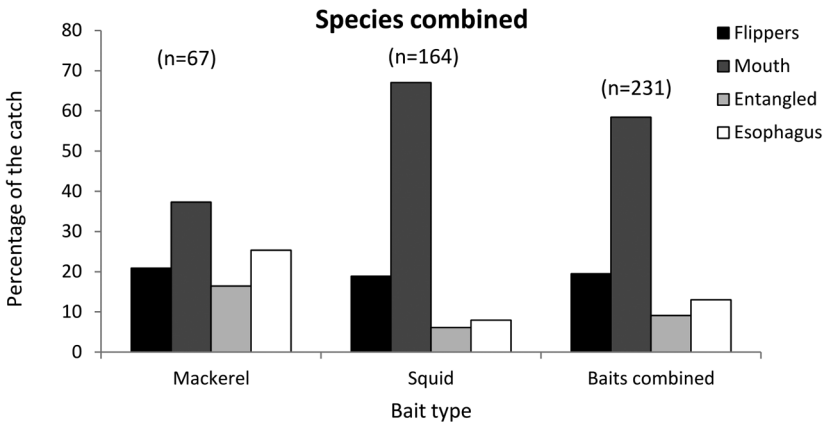 Species combined
Flippers
Mouth
Entangled
Esophagus
(n=67)
(n=164)
(n=231)
Percentage of the catch
80
70
60
50
40
30
20
10
0
Mackerel
Squid
Baits combined
Bait type